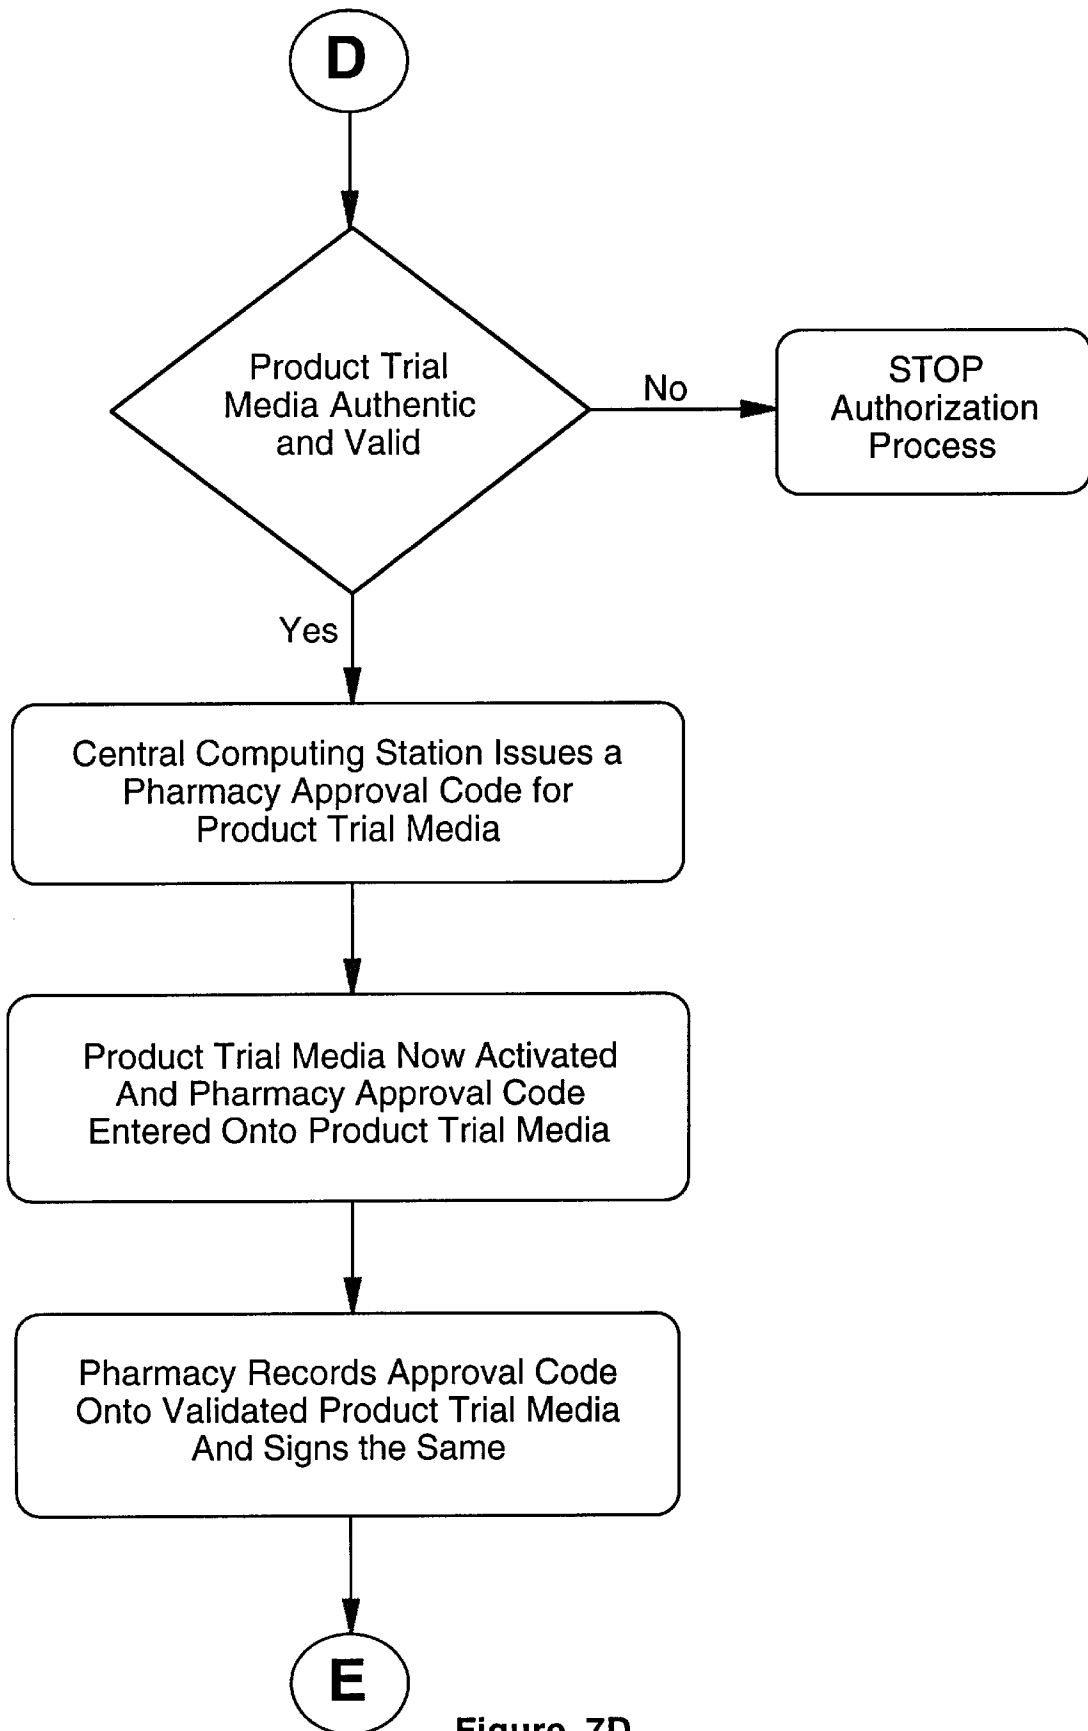 D
Product Trial
Media Authentic
and Valid
No
STOP
Authorization
Process
Yes
Central Computing Station Issues a
Pharmacy Approval Code for
Product Trial Media
Product Trial Media Now Activated
And Pharmacy Approval Code
Entered Onto Product Trial Media
Pharmacy Records Approval Code
Onto Validated Product Trial Media
And Signs the Same
E
Figure 7D